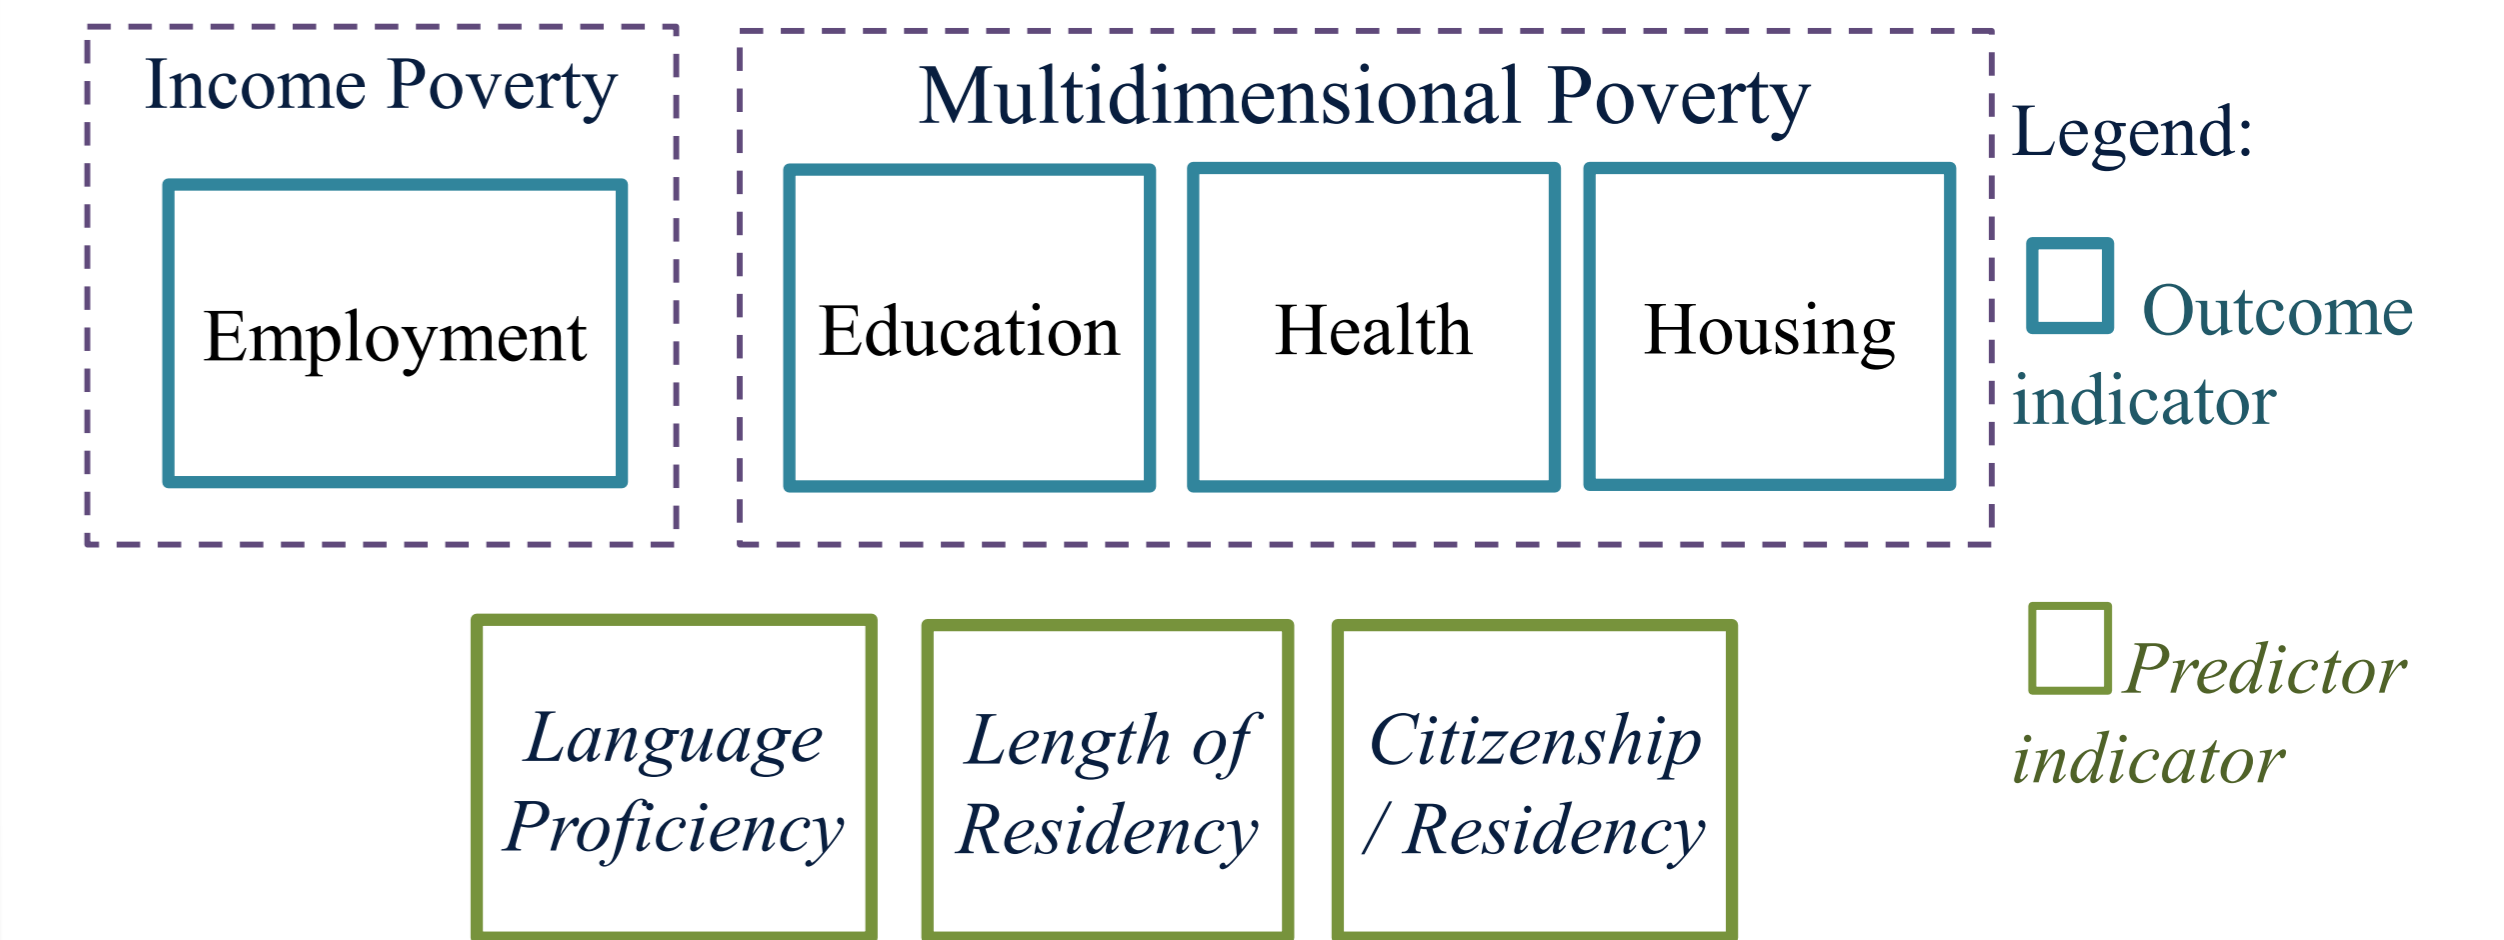 Income Poverty
Multidimensional Poverty
Legend:
Employment
Education
Health
Housing
Outcome
indicator
Language
Proficiency
Length of
Residency
Citizenship
/ Residency
Predictor
indicator